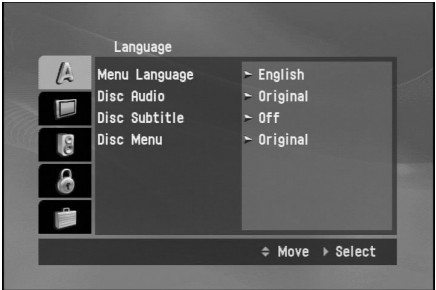 Language
A
Menu Language ► English
Disc Audio ► Original
Disc Subtitle ► Off
Disc Menu ► Original
Move Select